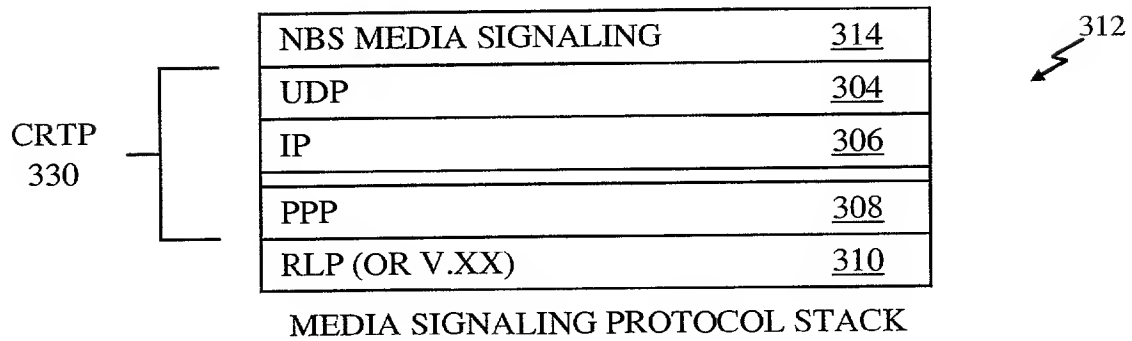 NBS MEDIA SIGNALING 314
312
UDP 304
CRTP
330
IP 306
PPP 308
RLP (OR V.XX) 310
MEDIA SIGNALING PROTOCOL STACK